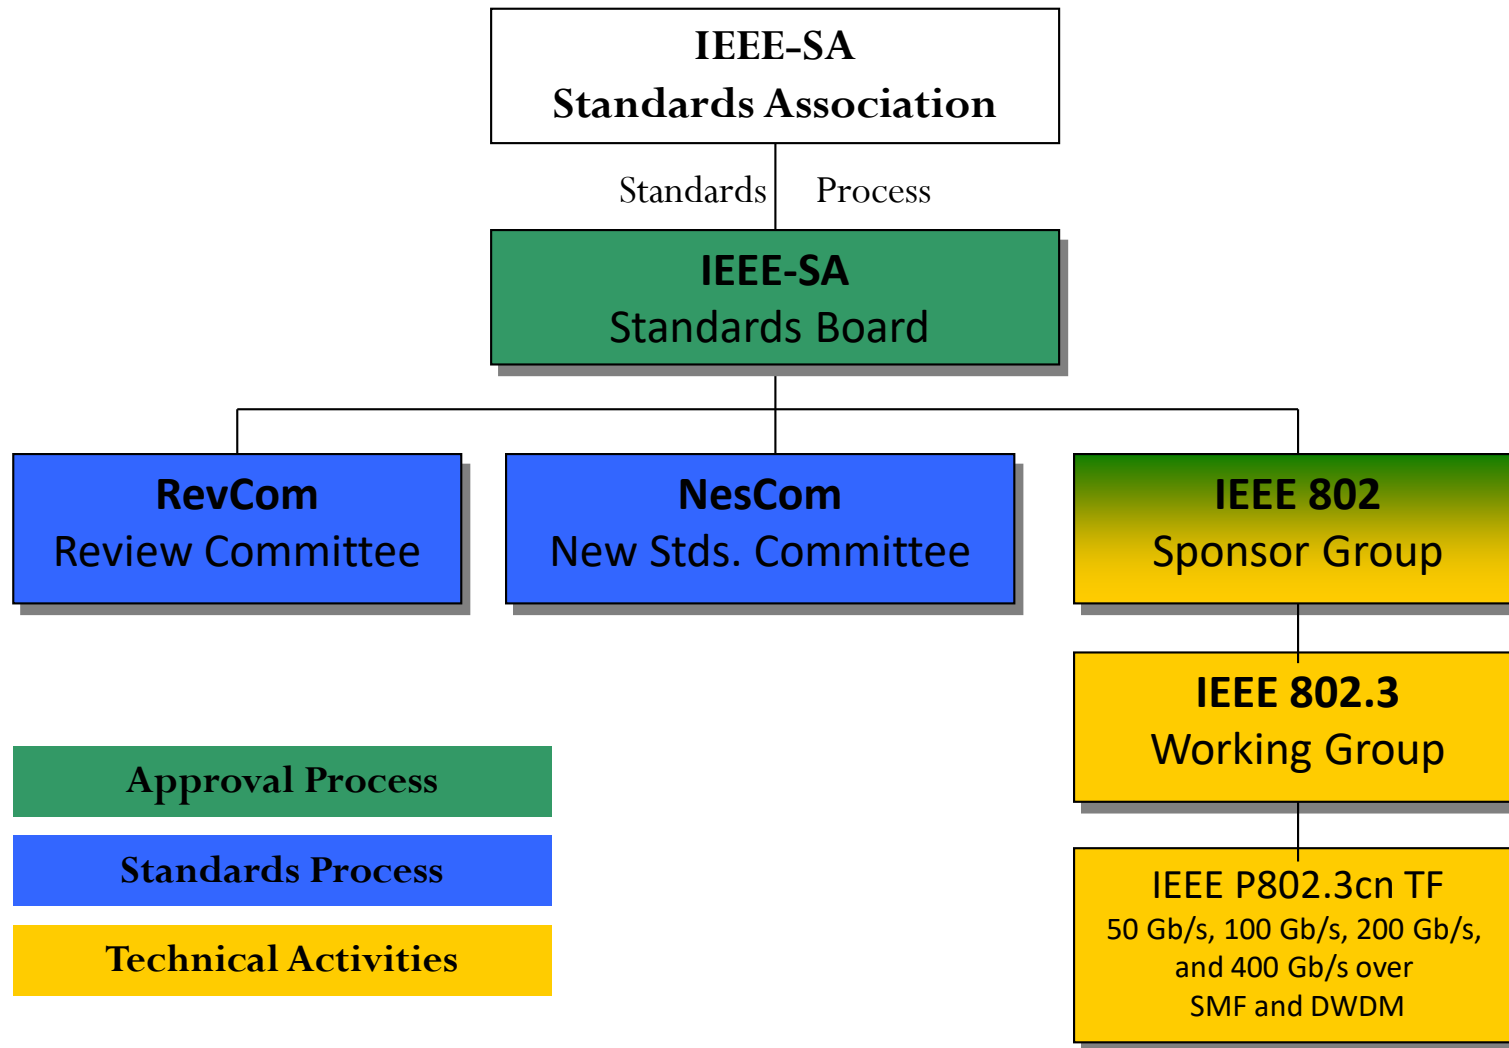 IEEE-SA
Standards Association
Standards Process
IEEE-SA
Standards Board
RevCom
Review Committee
NesCom
New Stds. Committee
IEEE 802
Sponsor Group
IEEE 802.3
Working Group
IEEE P802.3cn TF
50 Gb/s, 100 Gb/s, 200 Gb/s,
and 400 Gb/s over
SMF and DWDM
Approval Process
Standards Process
Technical Activities